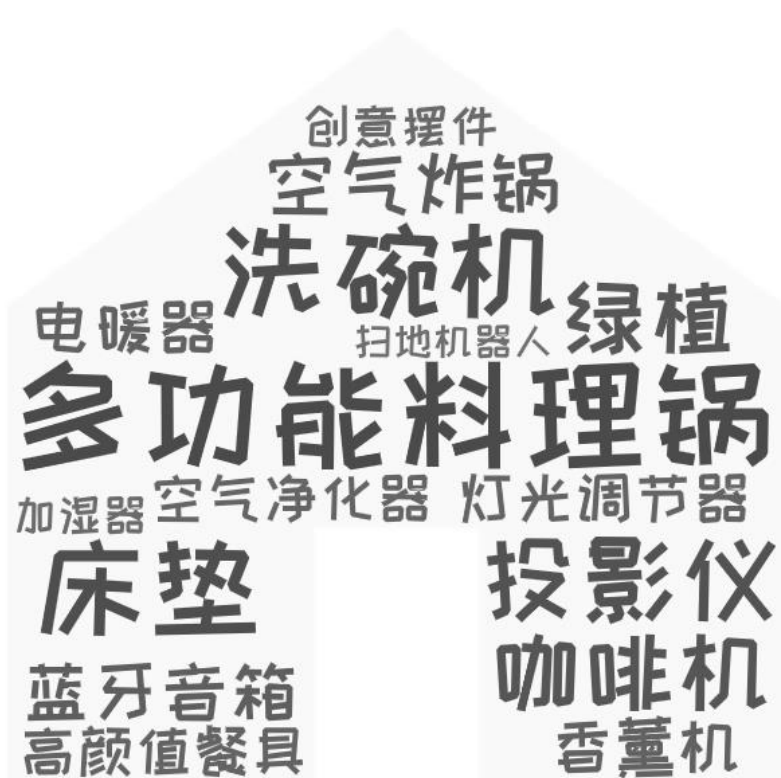 创意摆件
空气炸锅
洗碗机
电暖器
扫地机器人
绿植
多功能料理锅
加湿器
空气净化器
灯光调节器
床垫
投影仪
蓝牙音箱
咖啡机
高颜值餐具
香薰机